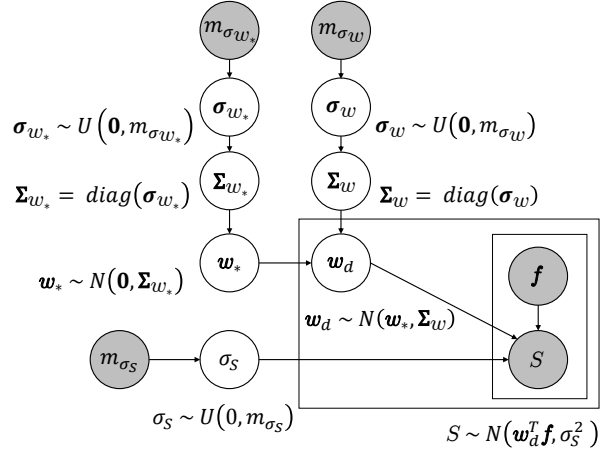 m_{σ_{w_*}} m_{σ_w}
𝝈_{w_*} 𝝈_w
𝝈_{w_*} ~ U(𝟎, m_{σ_{w_*}}) 𝝈_w ~ U(𝟎, m_{σ_w})
𝚺_{w_*} 𝚺_w
𝚺_{w_*} = diag(𝝈_{w_*}) 𝚺_w = diag(𝝈_w)
𝒘_* 𝒘_d 𝒇
𝒘_* ~ N(𝟎, 𝚺_{w_*})
𝒘_d ~ N(𝒘_*, 𝚺_w)
m_{σ_S} σ_S S
σ_S ~ U(0, m_{σ_S})
S ~ N(𝒘_d^T 𝒇, σ_S^2)